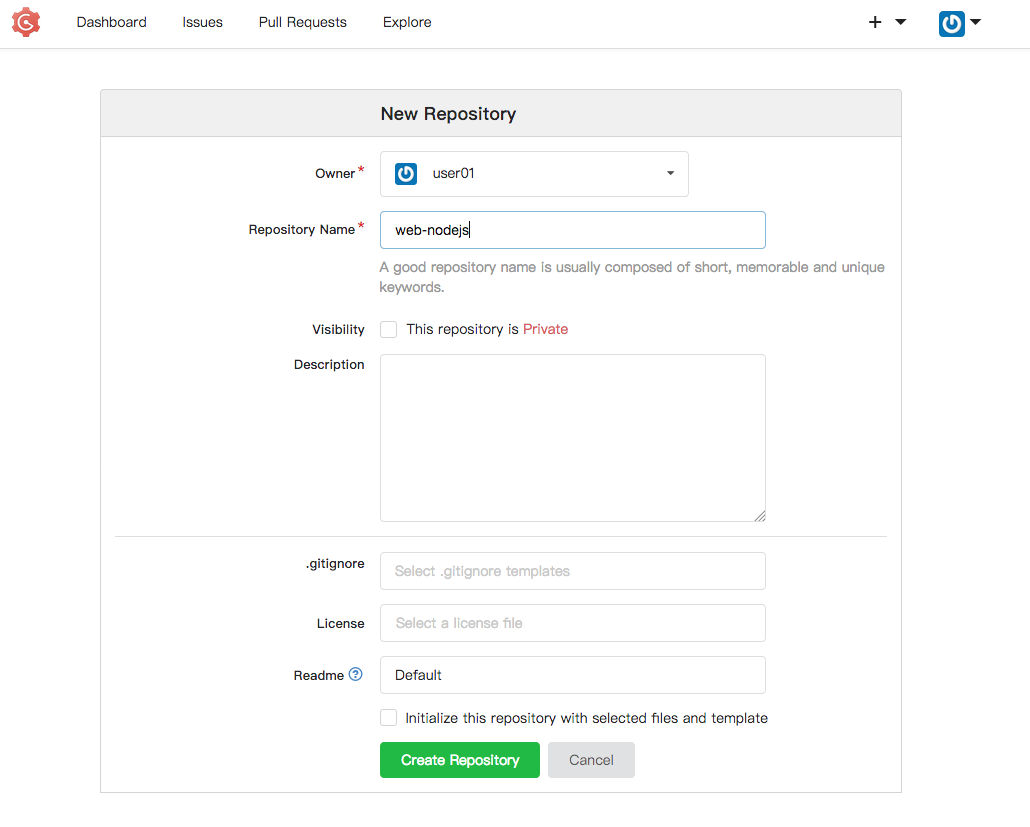 Dashboard Issues Pull Requests Explore
New Repository
Owner* user01
Repository Name* web-nodejs
A good repository name is usually composed of short, memorable and unique
keywords.
Visibility This repository is Private
Description
.gitignore Select .gitignore templates
License Select a license file
Readme Default
Initialize this repository with selected files and template
Create Repository Cancel